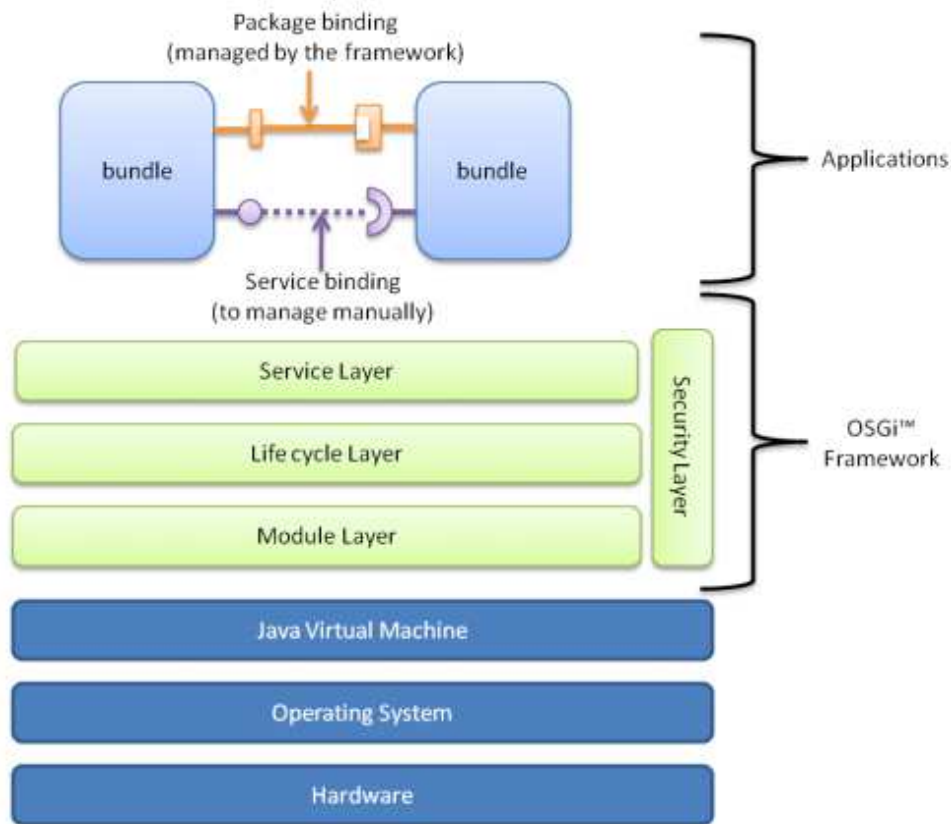 Package binding
(managed by the framework)
bundle
bundle
Applications
Service binding
(to manage manually)
Service Layer
Security Layer
Life cycle Layer
OSGi™
Framework
Module Layer
Java Virtual Machine
Operating System
Hardware